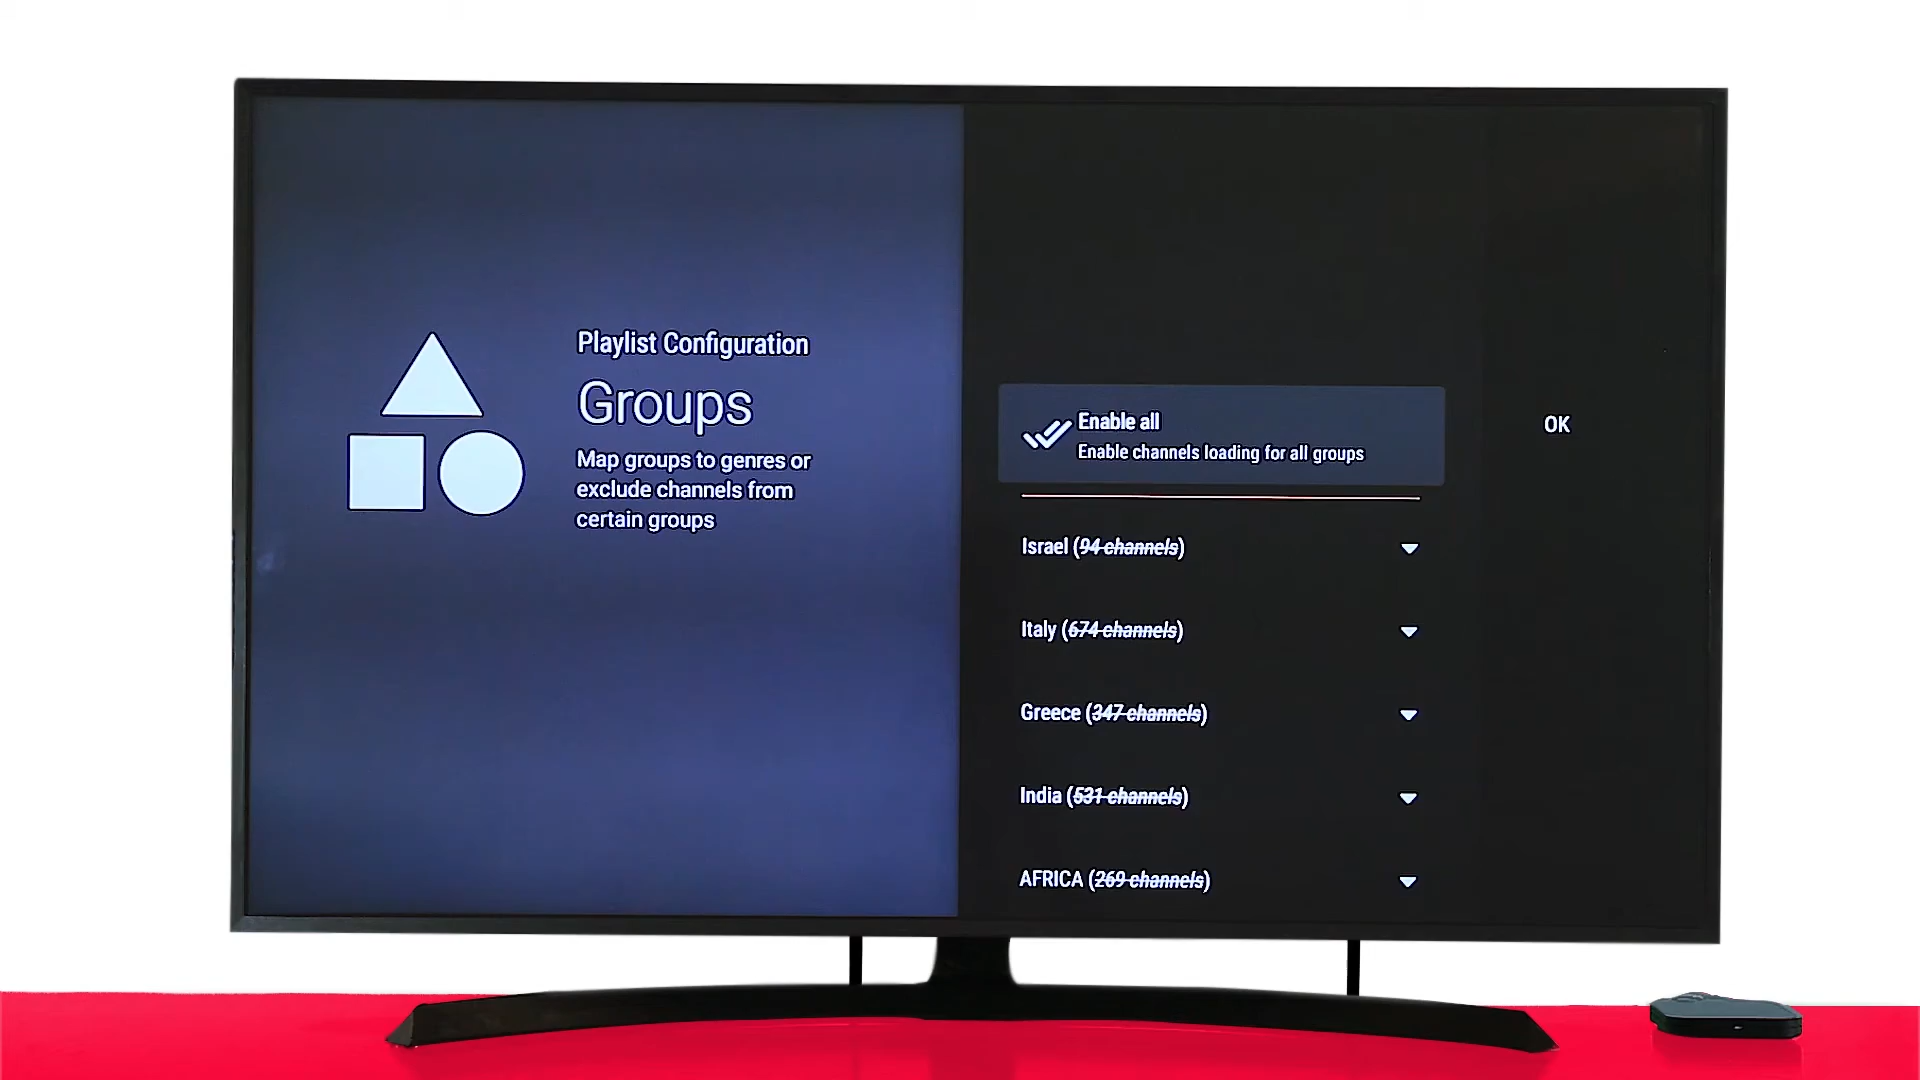 Playlist Configuration
Groups
Map groups to genres or
exclude channels from
certain groups
Enable all
Enable channels loading for all groups
OK
Israel (94 channels)
Italy (674 channels)
Greece (347 channels)
India (531 channels)
AFRICA (269 channels)